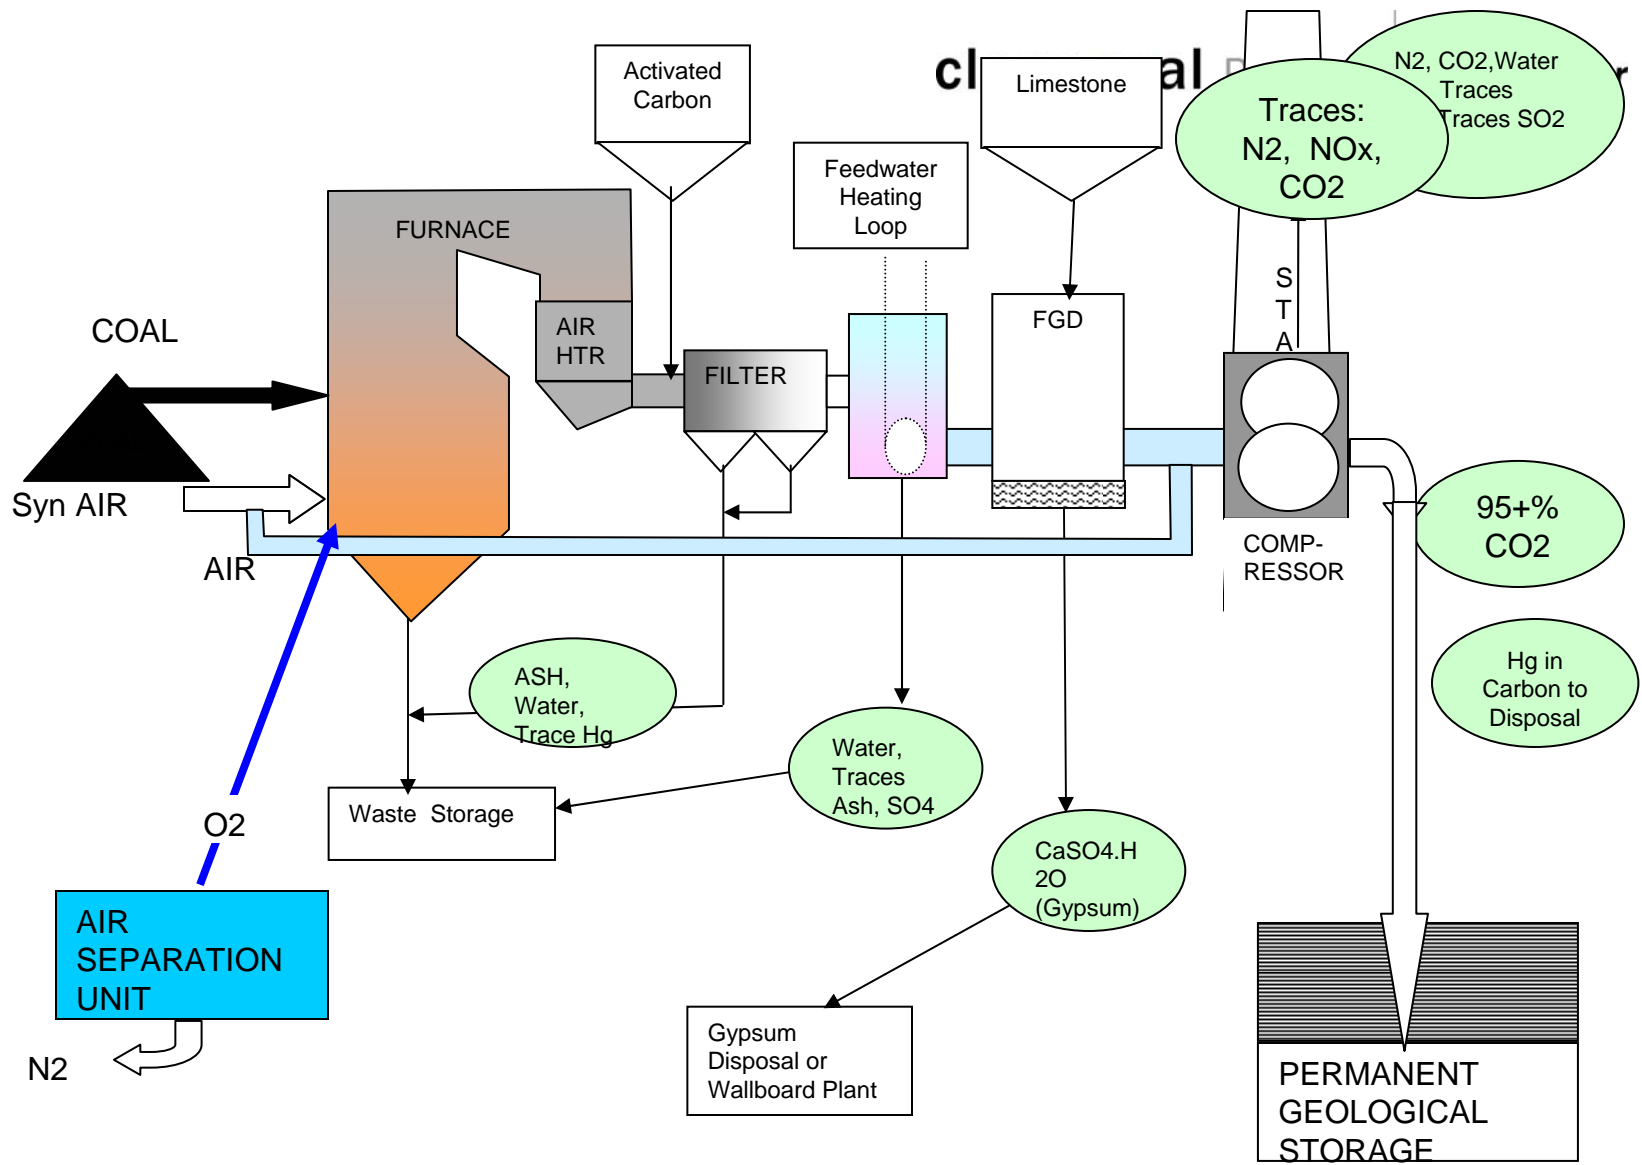 Activated
Carbon
cl
al
Limestone
r
N2, CO2,Water
Traces
Traces SO2
Traces:
N2, NOx,
CO2
Feedwater
Heating
Loop
FURNACE
S
T
A
COAL
AIR
HTR
FGD
FILTER
Syn AIR
95+%
CO2
COMP-
RESSOR
AIR
Hg in
Carbon to
Disposal
ASH,
Water,
Trace Hg
Water,
Traces
Ash, SO4
Waste Storage
O2
CaSO4.H
2O
(Gypsum)
AIR
SEPARATION
UNIT
N2
Gypsum
Disposal or
Wallboard Plant
PERMANENT
GEOLOGICAL
STORAGE